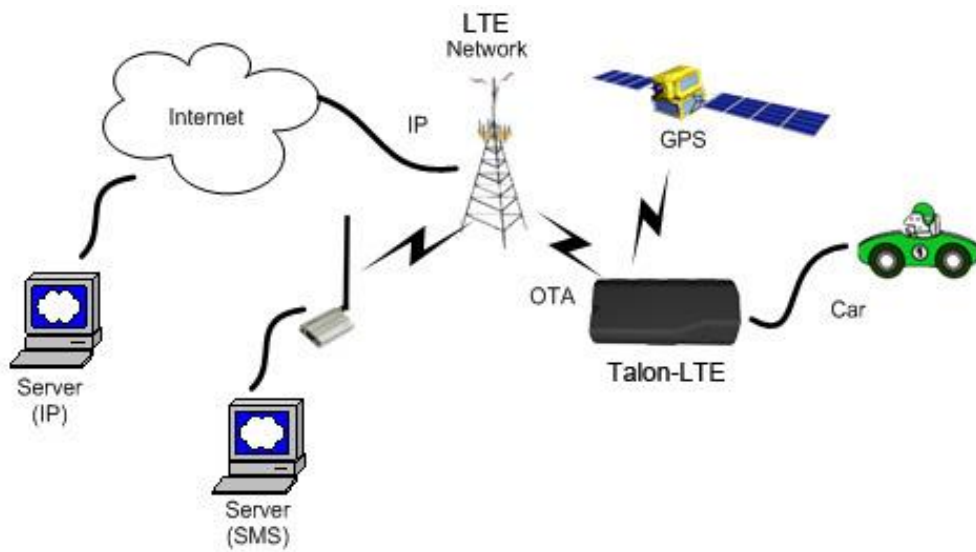 LTE
Network
Internet
IP
GPS
OTA
Car
Talon-LTE
Server
(IP)
Server
(SMS)